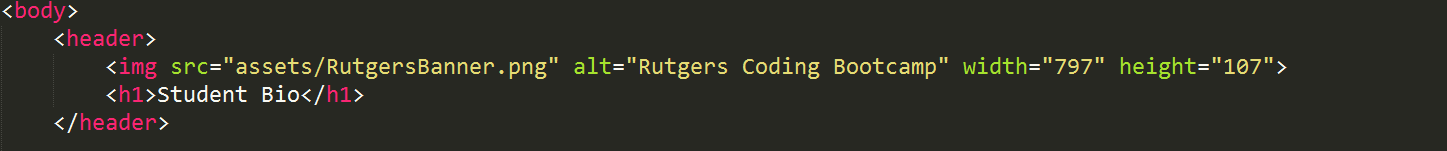 <body>
<header>
<img src="assets/RutgersBanner.png" alt="Rutgers Coding Bootcamp" width="797" height="107">
<h1>Student Bio</h1>
</header>